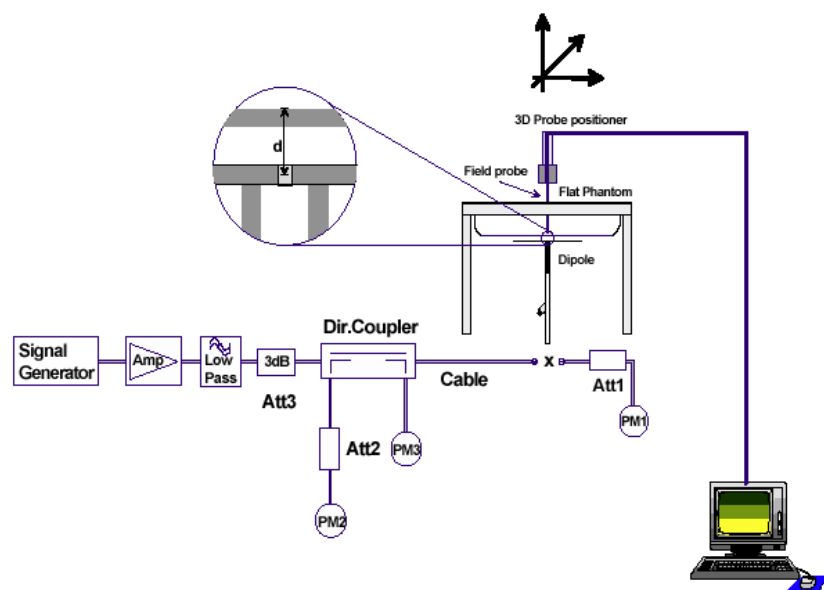 3D Probe positioner
d
Field probe
Flat Phantom
Dipole
Dir.Coupler
Signal
Generator
Amp
Low
Pass
3dB
Cable
x
Att1
Att3
PM1
Att2
PM3
PM2